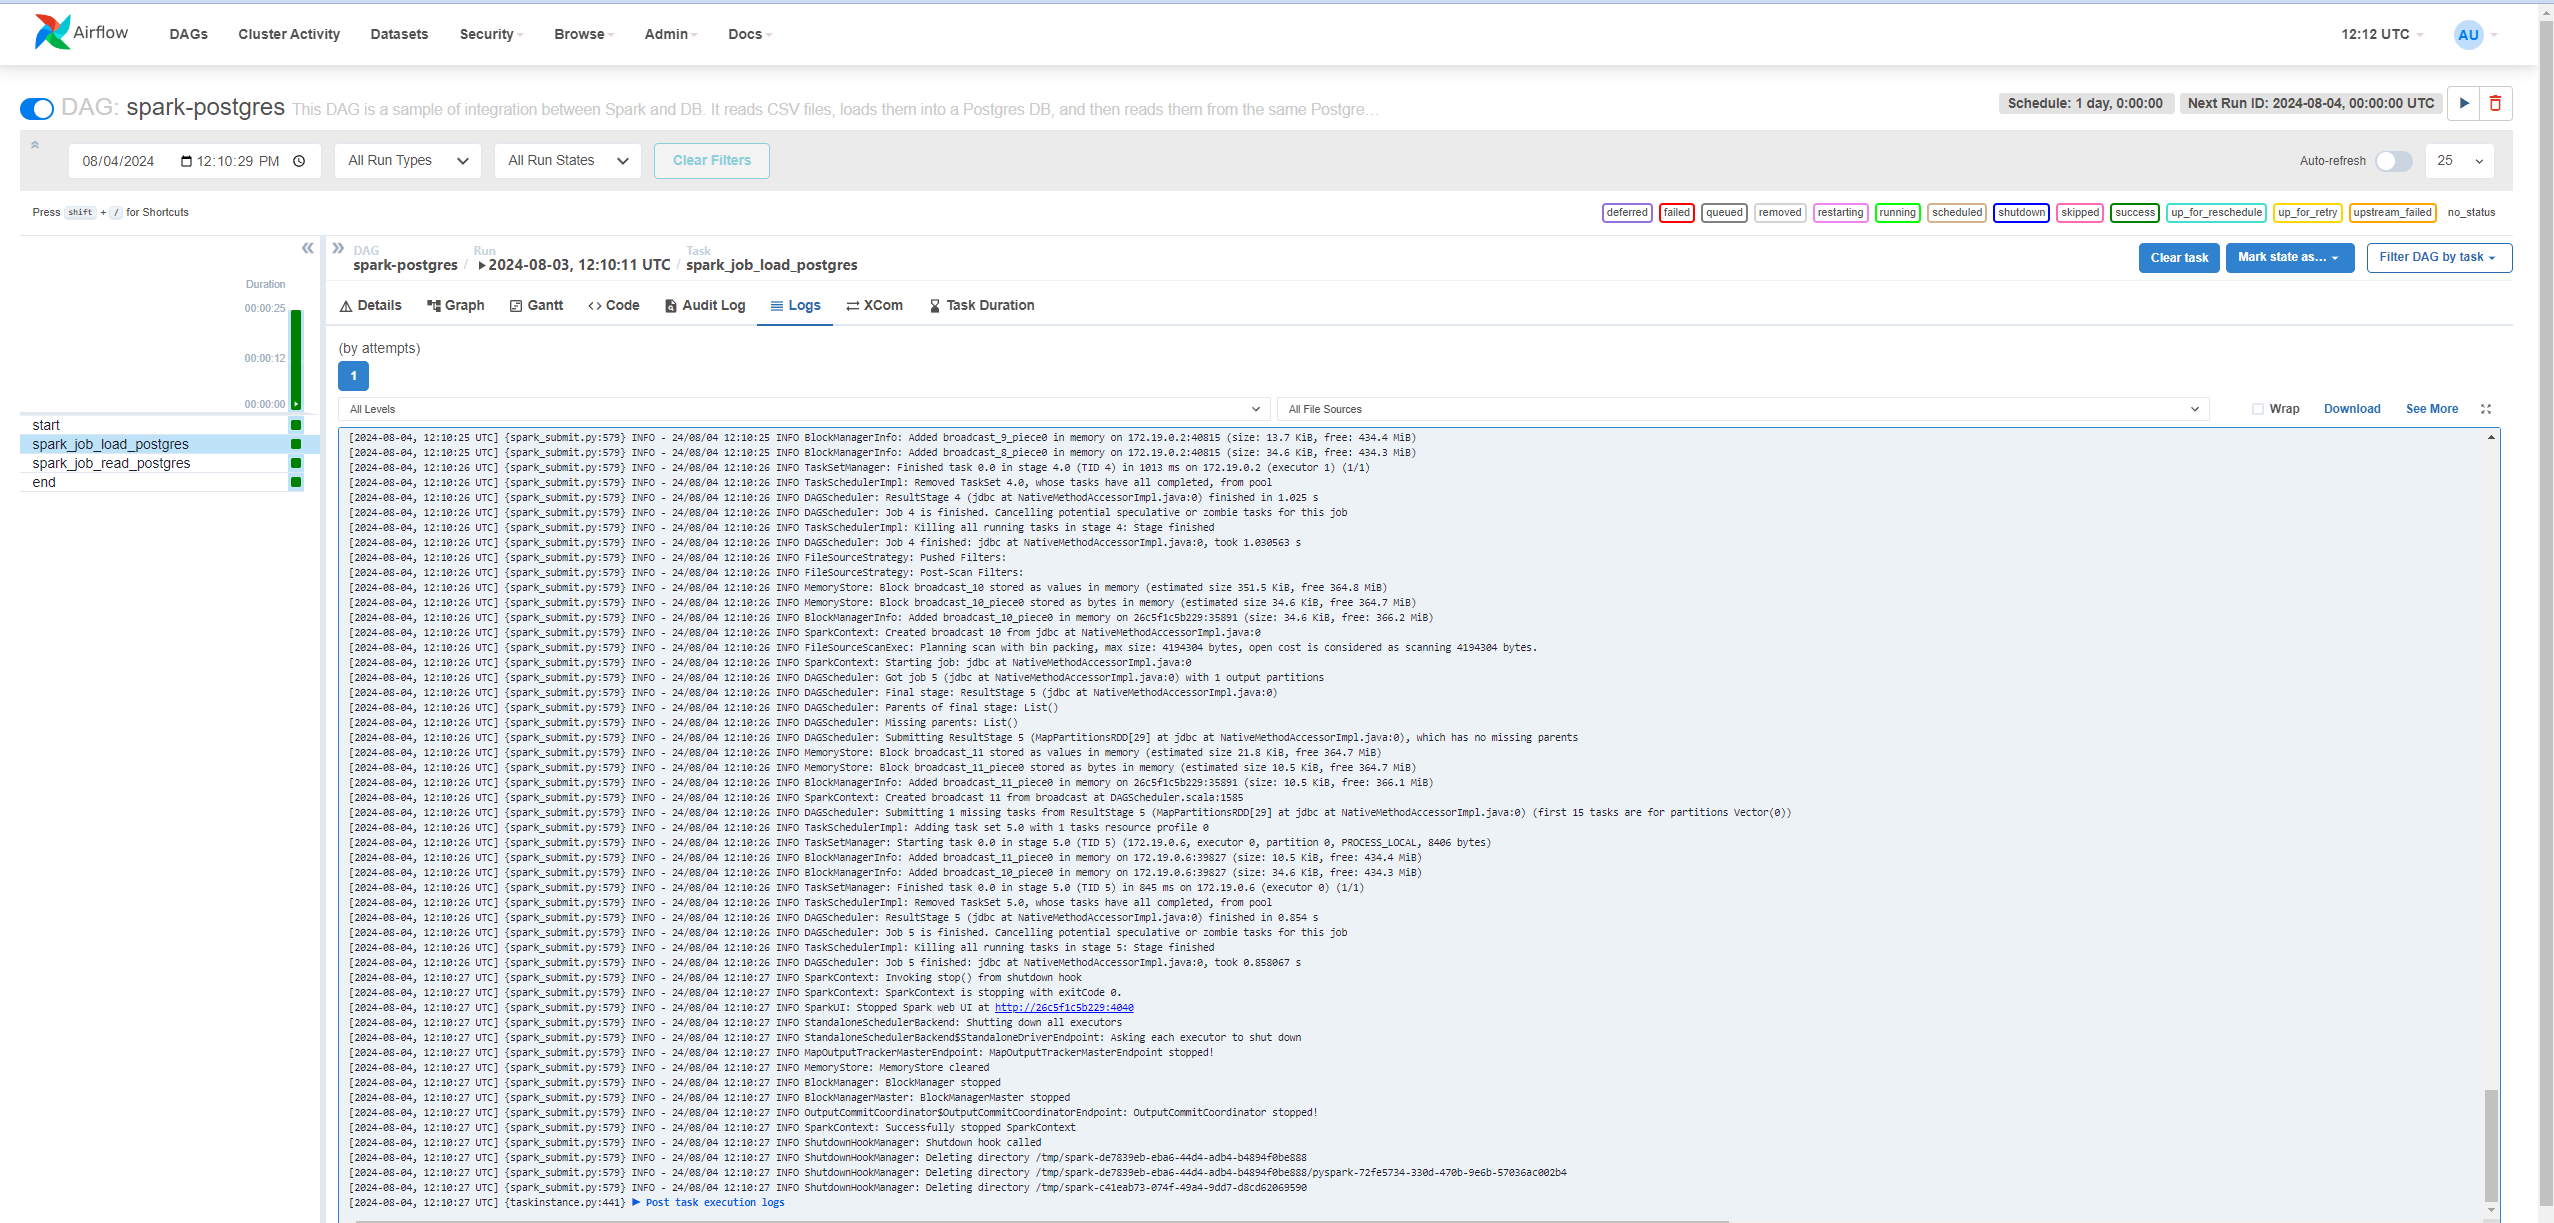 Airflow DAGs Cluster Activity Datasets Security Browse Admin Docs 12:12 UTC AU
DAG: spark-postgres This DAG is a sample of integration between Spark and DB. It reads CSV files, loads them into a Postgres DB, and then reads them from the same Postgre… Schedule: 1 day, 0:00:00 Next Run ID: 2024-08-04, 00:00:00 UTC
08/04/2024 12:10:29 PM All Run Types All Run States Clear Filters Auto-refresh 25
Press shift + / for Shortcuts deferred failed queued removed restarting running scheduled shutdown skipped success up_for_reschedule up_for_retry upstream_failed no_status
Duration
00:00:25
00:00:12
00:00:00
start
spark_job_load_postgres
spark_job_read_postgres
end
DAG Run Task
spark-postgres / 2024-08-03, 12:10:11 UTC / spark_job_load_postgres Clear task Mark state as... Filter DAG by task
Details Graph Gantt Code Audit Log Logs XCom Task Duration
(by attempts)
1
All Levels All File Sources Wrap Download See More
[2024-08-04, 12:10:25 UTC] {spark_submit.py:579} INFO - 24/08/04 12:10:25 INFO BlockManagerInfo: Added broadcast_9_piece0 in memory on 172.19.0.2:40815 (size: 13.7 KiB, free: 434.4 MiB)
[2024-08-04, 12:10:25 UTC] {spark_submit.py:579} INFO - 24/08/04 12:10:25 INFO BlockManagerInfo: Added broadcast_8_piece0 in memory on 172.19.0.2:40815 (size: 34.6 KiB, free: 434.3 MiB)
[2024-08-04, 12:10:26 UTC] {spark_submit.py:579} INFO - 24/08/04 12:10:26 INFO TaskSetManager: Finished task 0.0 in stage 4.0 (TID 4) in 1013 ms on 172.19.0.2 (executor 1) (1/1)
[2024-08-04, 12:10:26 UTC] {spark_submit.py:579} INFO - 24/08/04 12:10:26 INFO TaskSchedulerImpl: Removed TaskSet 4.0, whose tasks have all completed, from pool
[2024-08-04, 12:10:26 UTC] {spark_submit.py:579} INFO - 24/08/04 12:10:26 INFO DAGScheduler: ResultStage 4 (jdbc at NativeMethodAccessorImpl.java:0) finished in 1.025 s
[2024-08-04, 12:10:26 UTC] {spark_submit.py:579} INFO - 24/08/04 12:10:26 INFO DAGScheduler: Job 4 is finished. Cancelling potential speculative or zombie tasks for this job
[2024-08-04, 12:10:26 UTC] {spark_submit.py:579} INFO - 24/08/04 12:10:26 INFO TaskSchedulerImpl: Killing all running tasks in stage 4: Stage finished
[2024-08-04, 12:10:26 UTC] {spark_submit.py:579} INFO - 24/08/04 12:10:26 INFO DAGScheduler: Job 4 finished: jdbc at NativeMethodAccessorImpl.java:0, took 1.030563 s
[2024-08-04, 12:10:26 UTC] {spark_submit.py:579} INFO - 24/08/04 12:10:26 INFO FileSourceStrategy: Pushed Filters:
[2024-08-04, 12:10:26 UTC] {spark_submit.py:579} INFO - 24/08/04 12:10:26 INFO FileSourceStrategy: Post-Scan Filters:
[2024-08-04, 12:10:26 UTC] {spark_submit.py:579} INFO - 24/08/04 12:10:26 INFO MemoryStore: Block broadcast_10 stored as values in memory (estimated size 351.5 KiB, free 364.8 MiB)
[2024-08-04, 12:10:26 UTC] {spark_submit.py:579} INFO - 24/08/04 12:10:26 INFO MemoryStore: Block broadcast_10_piece0 stored as bytes in memory (estimated size 34.6 KiB, free 364.7 MiB)
[2024-08-04, 12:10:26 UTC] {spark_submit.py:579} INFO - 24/08/04 12:10:26 INFO BlockManagerInfo: Added broadcast_10_piece0 in memory on 26c5f1c5b229:35891 (size: 34.6 KiB, free: 366.2 MiB)
[2024-08-04, 12:10:26 UTC] {spark_submit.py:579} INFO - 24/08/04 12:10:26 INFO SparkContext: Created broadcast 10 from jdbc at NativeMethodAccessorImpl.java:0
[2024-08-04, 12:10:26 UTC] {spark_submit.py:579} INFO - 24/08/04 12:10:26 INFO FileSourceScanExec: Planning scan with bin packing, max size: 4194304 bytes, open cost is considered as scanning 4194304 bytes.
[2024-08-04, 12:10:26 UTC] {spark_submit.py:579} INFO - 24/08/04 12:10:26 INFO SparkContext: Starting job: jdbc at NativeMethodAccessorImpl.java:0
[2024-08-04, 12:10:26 UTC] {spark_submit.py:579} INFO - 24/08/04 12:10:26 INFO DAGScheduler: Got job 5 (jdbc at NativeMethodAccessorImpl.java:0) with 1 output partitions
[2024-08-04, 12:10:26 UTC] {spark_submit.py:579} INFO - 24/08/04 12:10:26 INFO DAGScheduler: Final stage: ResultStage 5 (jdbc at NativeMethodAccessorImpl.java:0)
[2024-08-04, 12:10:26 UTC] {spark_submit.py:579} INFO - 24/08/04 12:10:26 INFO DAGScheduler: Parents of final stage: List()
[2024-08-04, 12:10:26 UTC] {spark_submit.py:579} INFO - 24/08/04 12:10:26 INFO DAGScheduler: Missing parents: List()
[2024-08-04, 12:10:26 UTC] {spark_submit.py:579} INFO - 24/08/04 12:10:26 INFO DAGScheduler: Submitting ResultStage 5 (MapPartitionsRDD[29] at jdbc at NativeMethodAccessorImpl.java:0), which has no missing parents
[2024-08-04, 12:10:26 UTC] {spark_submit.py:579} INFO - 24/08/04 12:10:26 INFO MemoryStore: Block broadcast_11 stored as values in memory (estimated size 21.8 KiB, free 364.7 MiB)
[2024-08-04, 12:10:26 UTC] {spark_submit.py:579} INFO - 24/08/04 12:10:26 INFO MemoryStore: Block broadcast_11_piece0 stored as bytes in memory (estimated size 10.5 KiB, free 364.7 MiB)
[2024-08-04, 12:10:26 UTC] {spark_submit.py:579} INFO - 24/08/04 12:10:26 INFO BlockManagerInfo: Added broadcast_11_piece0 in memory on 26c5f1c5b229:35891 (size: 10.5 KiB, free: 366.1 MiB)
[2024-08-04, 12:10:26 UTC] {spark_submit.py:579} INFO - 24/08/04 12:10:26 INFO SparkContext: Created broadcast 11 from broadcast at DAGScheduler.scala:1585
[2024-08-04, 12:10:26 UTC] {spark_submit.py:579} INFO - 24/08/04 12:10:26 INFO DAGScheduler: Submitting 1 missing tasks from ResultStage 5 (MapPartitionsRDD[29] at jdbc at NativeMethodAccessorImpl.java:0) (first 15 tasks are for partitions Vector(0))
[2024-08-04, 12:10:26 UTC] {spark_submit.py:579} INFO - 24/08/04 12:10:26 INFO TaskSchedulerImpl: Adding task set 5.0 with 1 tasks resource profile 0
[2024-08-04, 12:10:26 UTC] {spark_submit.py:579} INFO - 24/08/04 12:10:26 INFO TaskSetManager: Starting task 0.0 in stage 5.0 (TID 5) (172.19.0.6, executor 0, partition 0, PROCESS_LOCAL, 8406 bytes)
[2024-08-04, 12:10:26 UTC] {spark_submit.py:579} INFO - 24/08/04 12:10:26 INFO BlockManagerInfo: Added broadcast_11_piece0 in memory on 172.19.0.6:39827 (size: 10.5 KiB, free: 434.4 MiB)
[2024-08-04, 12:10:26 UTC] {spark_submit.py:579} INFO - 24/08/04 12:10:26 INFO BlockManagerInfo: Added broadcast_10_piece0 in memory on 172.19.0.6:39827 (size: 34.6 KiB, free: 434.3 MiB)
[2024-08-04, 12:10:26 UTC] {spark_submit.py:579} INFO - 24/08/04 12:10:26 INFO TaskSetManager: Finished task 0.0 in stage 5.0 (TID 5) in 845 ms on 172.19.0.6 (executor 0) (1/1)
[2024-08-04, 12:10:26 UTC] {spark_submit.py:579} INFO - 24/08/04 12:10:26 INFO TaskSchedulerImpl: Removed TaskSet 5.0, whose tasks have all completed, from pool
[2024-08-04, 12:10:26 UTC] {spark_submit.py:579} INFO - 24/08/04 12:10:26 INFO DAGScheduler: ResultStage 5 (jdbc at NativeMethodAccessorImpl.java:0) finished in 0.854 s
[2024-08-04, 12:10:26 UTC] {spark_submit.py:579} INFO - 24/08/04 12:10:26 INFO DAGScheduler: Job 5 is finished. Cancelling potential speculative or zombie tasks for this job
[2024-08-04, 12:10:26 UTC] {spark_submit.py:579} INFO - 24/08/04 12:10:26 INFO TaskSchedulerImpl: Killing all running tasks in stage 5: Stage finished
[2024-08-04, 12:10:26 UTC] {spark_submit.py:579} INFO - 24/08/04 12:10:26 INFO DAGScheduler: Job 5 finished: jdbc at NativeMethodAccessorImpl.java:0, took 0.858067 s
[2024-08-04, 12:10:27 UTC] {spark_submit.py:579} INFO - 24/08/04 12:10:27 INFO SparkContext: Invoking stop() from shutdown hook
[2024-08-04, 12:10:27 UTC] {spark_submit.py:579} INFO - 24/08/04 12:10:27 INFO SparkContext: SparkContext is stopping with exitCode 0.
[2024-08-04, 12:10:27 UTC] {spark_submit.py:579} INFO - 24/08/04 12:10:27 INFO SparkUI: Stopped Spark web UI at http://26c5f1c5b229:4040
[2024-08-04, 12:10:27 UTC] {spark_submit.py:579} INFO - 24/08/04 12:10:27 INFO StandaloneSchedulerBackend: Shutting down all executors
[2024-08-04, 12:10:27 UTC] {spark_submit.py:579} INFO - 24/08/04 12:10:27 INFO StandaloneSchedulerBackend$StandaloneDriverEndpoint: Asking each executor to shut down
[2024-08-04, 12:10:27 UTC] {spark_submit.py:579} INFO - 24/08/04 12:10:27 INFO MapOutputTrackerMasterEndpoint: MapOutputTrackerMasterEndpoint stopped!
[2024-08-04, 12:10:27 UTC] {spark_submit.py:579} INFO - 24/08/04 12:10:27 INFO MemoryStore: MemoryStore cleared
[2024-08-04, 12:10:27 UTC] {spark_submit.py:579} INFO - 24/08/04 12:10:27 INFO BlockManager: BlockManager stopped
[2024-08-04, 12:10:27 UTC] {spark_submit.py:579} INFO - 24/08/04 12:10:27 INFO BlockManagerMaster: BlockManagerMaster stopped
[2024-08-04, 12:10:27 UTC] {spark_submit.py:579} INFO - 24/08/04 12:10:27 INFO OutputCommitCoordinator$OutputCommitCoordinatorEndpoint: OutputCommitCoordinator stopped!
[2024-08-04, 12:10:27 UTC] {spark_submit.py:579} INFO - 24/08/04 12:10:27 INFO SparkContext: Successfully stopped SparkContext
[2024-08-04, 12:10:27 UTC] {spark_submit.py:579} INFO - 24/08/04 12:10:27 INFO ShutdownHookManager: Shutdown hook called
[2024-08-04, 12:10:27 UTC] {spark_submit.py:579} INFO - 24/08/04 12:10:27 INFO ShutdownHookManager: Deleting directory /tmp/spark-de7839eb-eba6-44d4-adb4-b4894f0be888
[2024-08-04, 12:10:27 UTC] {spark_submit.py:579} INFO - 24/08/04 12:10:27 INFO ShutdownHookManager: Deleting directory /tmp/spark-de7839eb-eba6-44d4-adb4-b4894f0be888/pyspark-72fe5734-330d-470b-9e6b-57036ac002b4
[2024-08-04, 12:10:27 UTC] {spark_submit.py:579} INFO - 24/08/04 12:10:27 INFO ShutdownHookManager: Deleting directory /tmp/spark-c41eab73-074f-49a4-9dd7-d8cd62069590
[2024-08-04, 12:10:27 UTC] {taskinstance.py:441} ▶ Post task execution logs